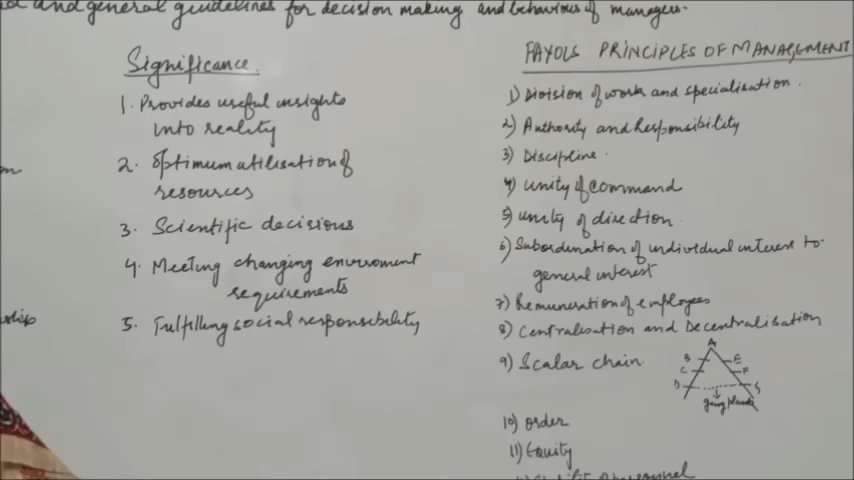 and general guidelines for decision making and behaviour of managers.
Significance.
1. Provides useful insights
into reality
2. Optimum utilisation of
resources
3. Scientific decisions
4. Meeting changing enviroment
requirements
5. Fulfilling social responsibility
FAYOLS PRINCIPLES OF MANAGEMENT
1) Division of work and specialisation.
2) Authority and Responsibility
3) Discipline.
4) Unity of command
5) Unity of direction
6) Subordination of individual interest to
general interest
7) Remuneration of employees
8) Centralisation and Decentralisation
9) Scalar chain
A
B E
C F
D G
gang plank
10) Order
11) Equity